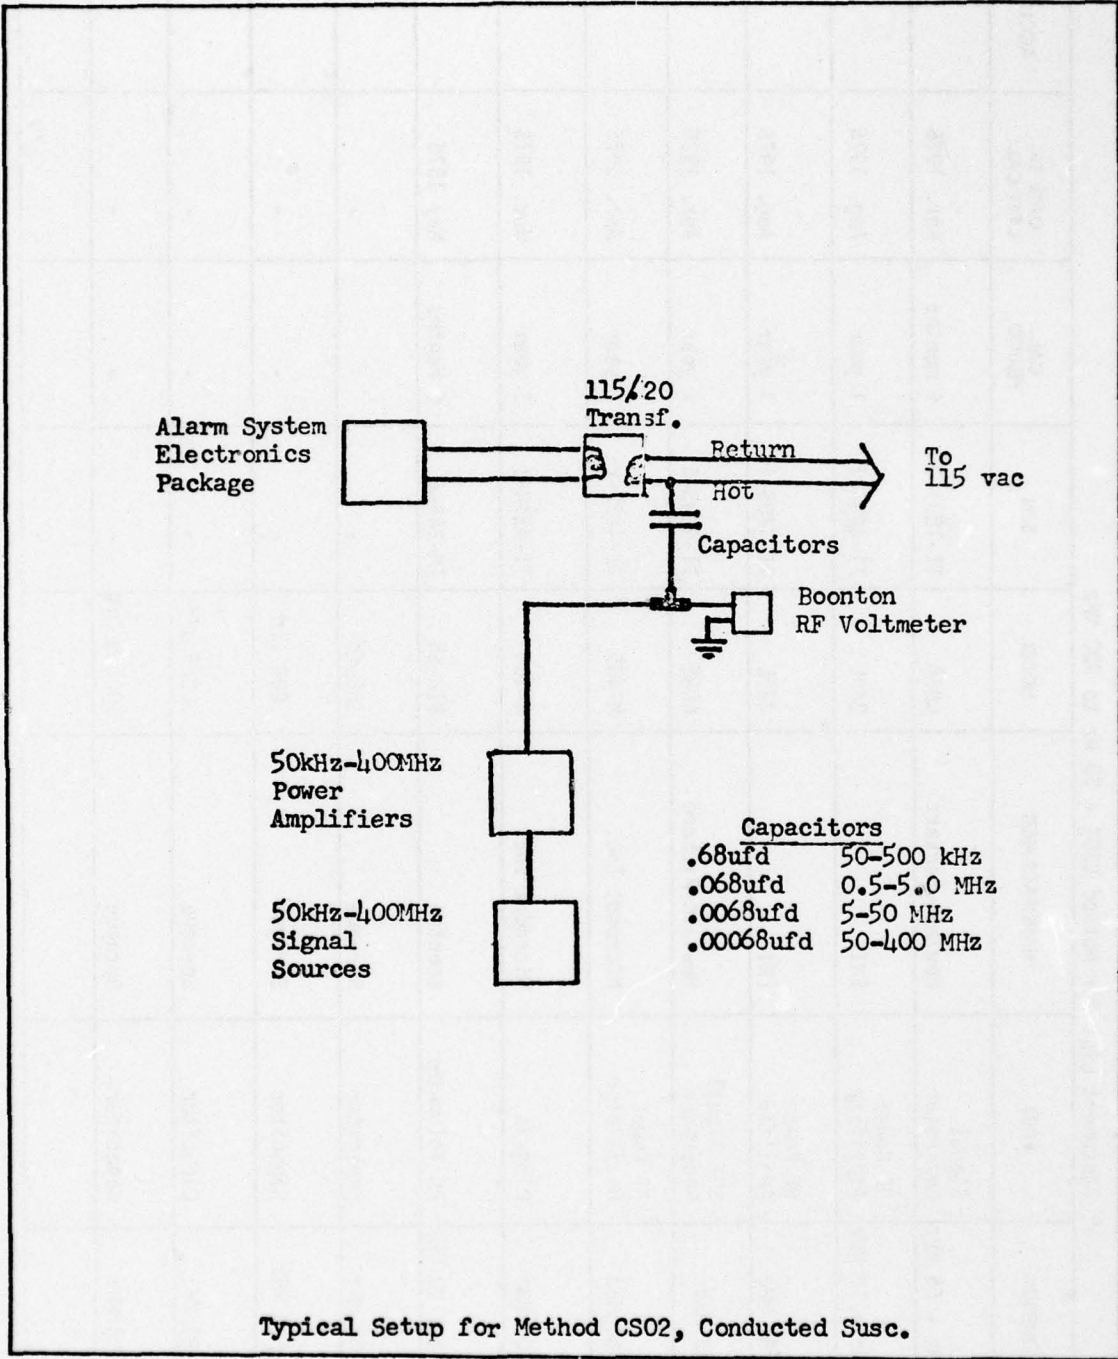 115/20
Transf.
Alarm System
Electronics
Package
Return
Hot
To
115 vac
Capacitors
Boonton
RF Voltmeter
50kHz-400MHz
Power
Amplifiers
50kHz-400MHz
Signal
Sources
Capacitors
.68ufd 50-500 kHz
.068ufd 0.5-5.0 MHz
.0068ufd 5-50 MHz
.00068ufd 50-400 MHz
Typical Setup for Method CS02, Conducted Susc.